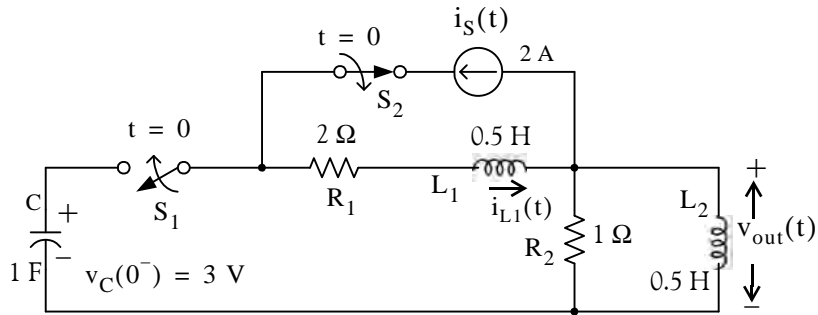 i_S(t)
t = 0
2 A
S_2
t = 0
2 Ω
0.5 H
C
+
S_1
R_1
L_1
i_L1(t)
L_2
+
R_2
1 Ω
v_out(t)
1 F
−
v_C(0^−) = 3 V
0.5 H
−